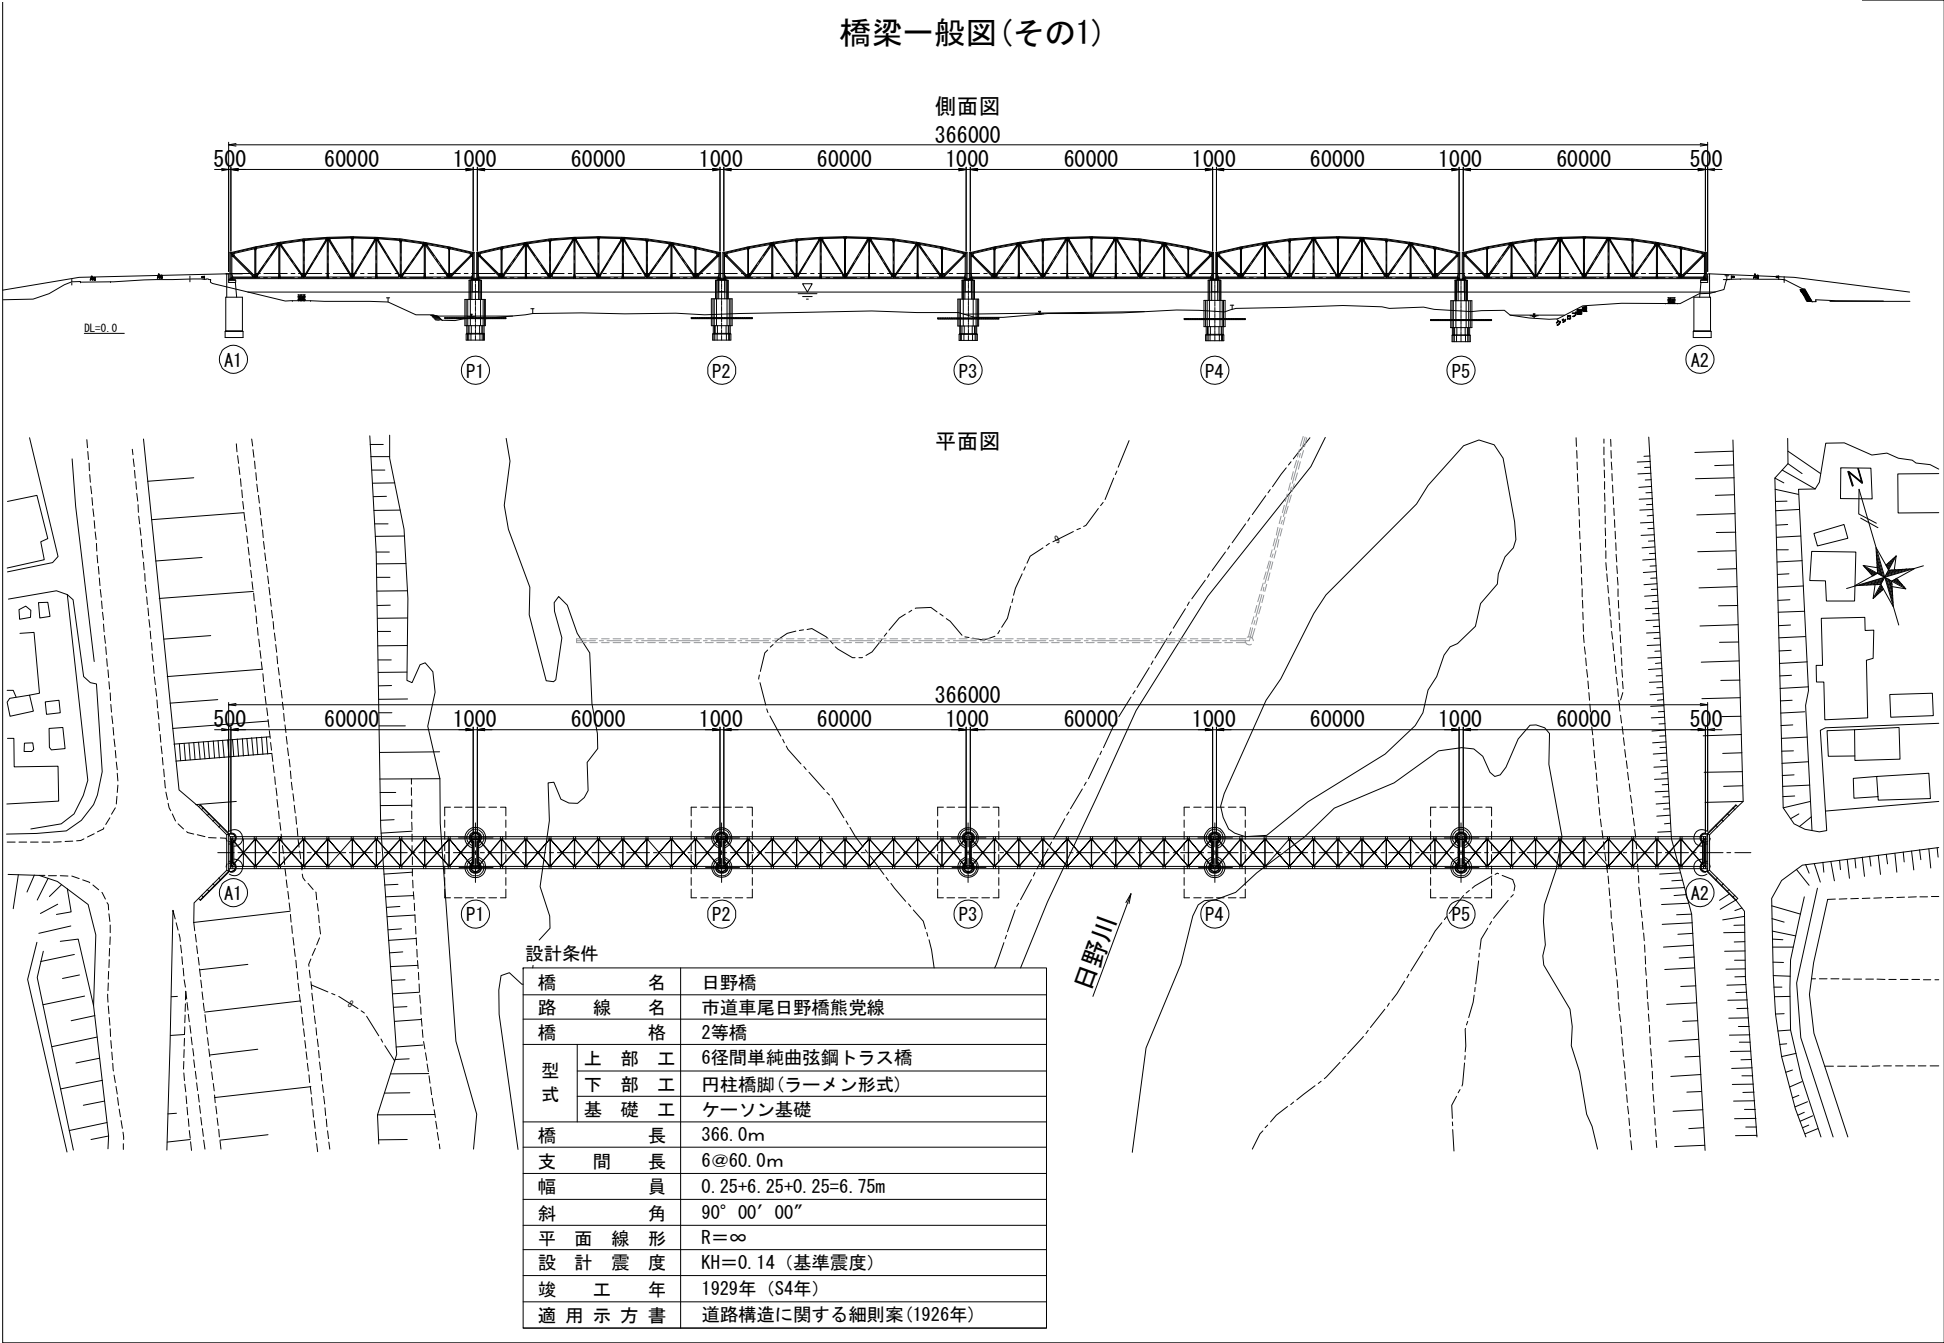 橋梁一般図(その1)
側面図
366000
500 60000 1000 60000 1000 60000 1000 60000 1000 60000 1000 60000 500
DL=0.0
A1 P1 P2 P3 P4 P5 A2
平面図
N
9
366000
500 60000 1000 60000 1000 60000 1000 60000 1000 60000 1000 60000 500
A1 P1 P2 P3 P4 P5 A2
日野川
8
設計条件
橋名 日野橋
路線名 市道車尾日野橋熊党線
橋格 2等橋
型式 上部工 6径間単純曲弦鋼トラス橋
下部工 円柱橋脚(ラーメン形式)
基礎工 ケーソン基礎
橋長 366.0m
支間長 6@60.0m
幅員 0.25+6.25+0.25=6.75m
斜角 90° 00′ 00″
平面線形 R=∞
設計震度 KH=0.14 (基準震度)
竣工年 1929年 (S4年)
適用示方書 道路構造に関する細則案(1926年)